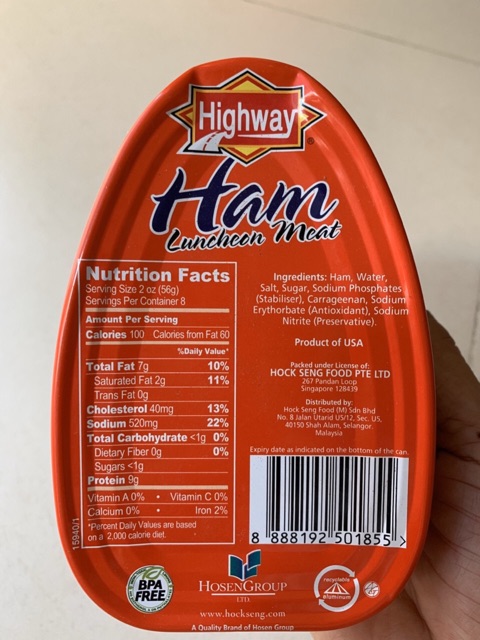 Highway
Ham
Luncheon Meat
Nutrition Facts
Serving Size 2 oz (56g)
Servings Per Container 8
Amount Per Serving
Calories 100 Calories from Fat 60
%Daily Value*
Total Fat 7g 10%
Saturated Fat 2g 11%
Trans Fat 0g
Cholesterol 40mg 13%
Sodium 520mg 22%
Total Carbohydrate <1g 0%
Dietary Fiber 0g 0%
Sugars <1g
Protein 9g
Vitamin A 0% • Vitamin C 0%
Calcium 0% • Iron 2%
*Percent Daily Values are based
on a 2,000 calorie diet.
15940/1
Ingredients: Ham, Water,
Salt, Sugar, Sodium Phosphates
(Stabiliser), Carrageenan, Sodium
Erythorbate (Antioxidant), Sodium
Nitrite (Preservative).
Product of USA
Packed under License of:
HOCK SENG FOOD PTE LTD
267 Pandan Loop
Singapore 128439
Distributed by:
Hock Seng Food (M) Sdn Bhd
No. 8 Jalan Utarid U5/12, Sec. U5,
40150 Shah Alam, Selangor.
Malaysia
Expiry date as indicated on the bottom of the can.
8 888192 501855 >
BPA
FREE
HOSENGROUP
LTD.
www.hockseng.com
A Quality Brand of Hosen Group
recyclable
aluminum